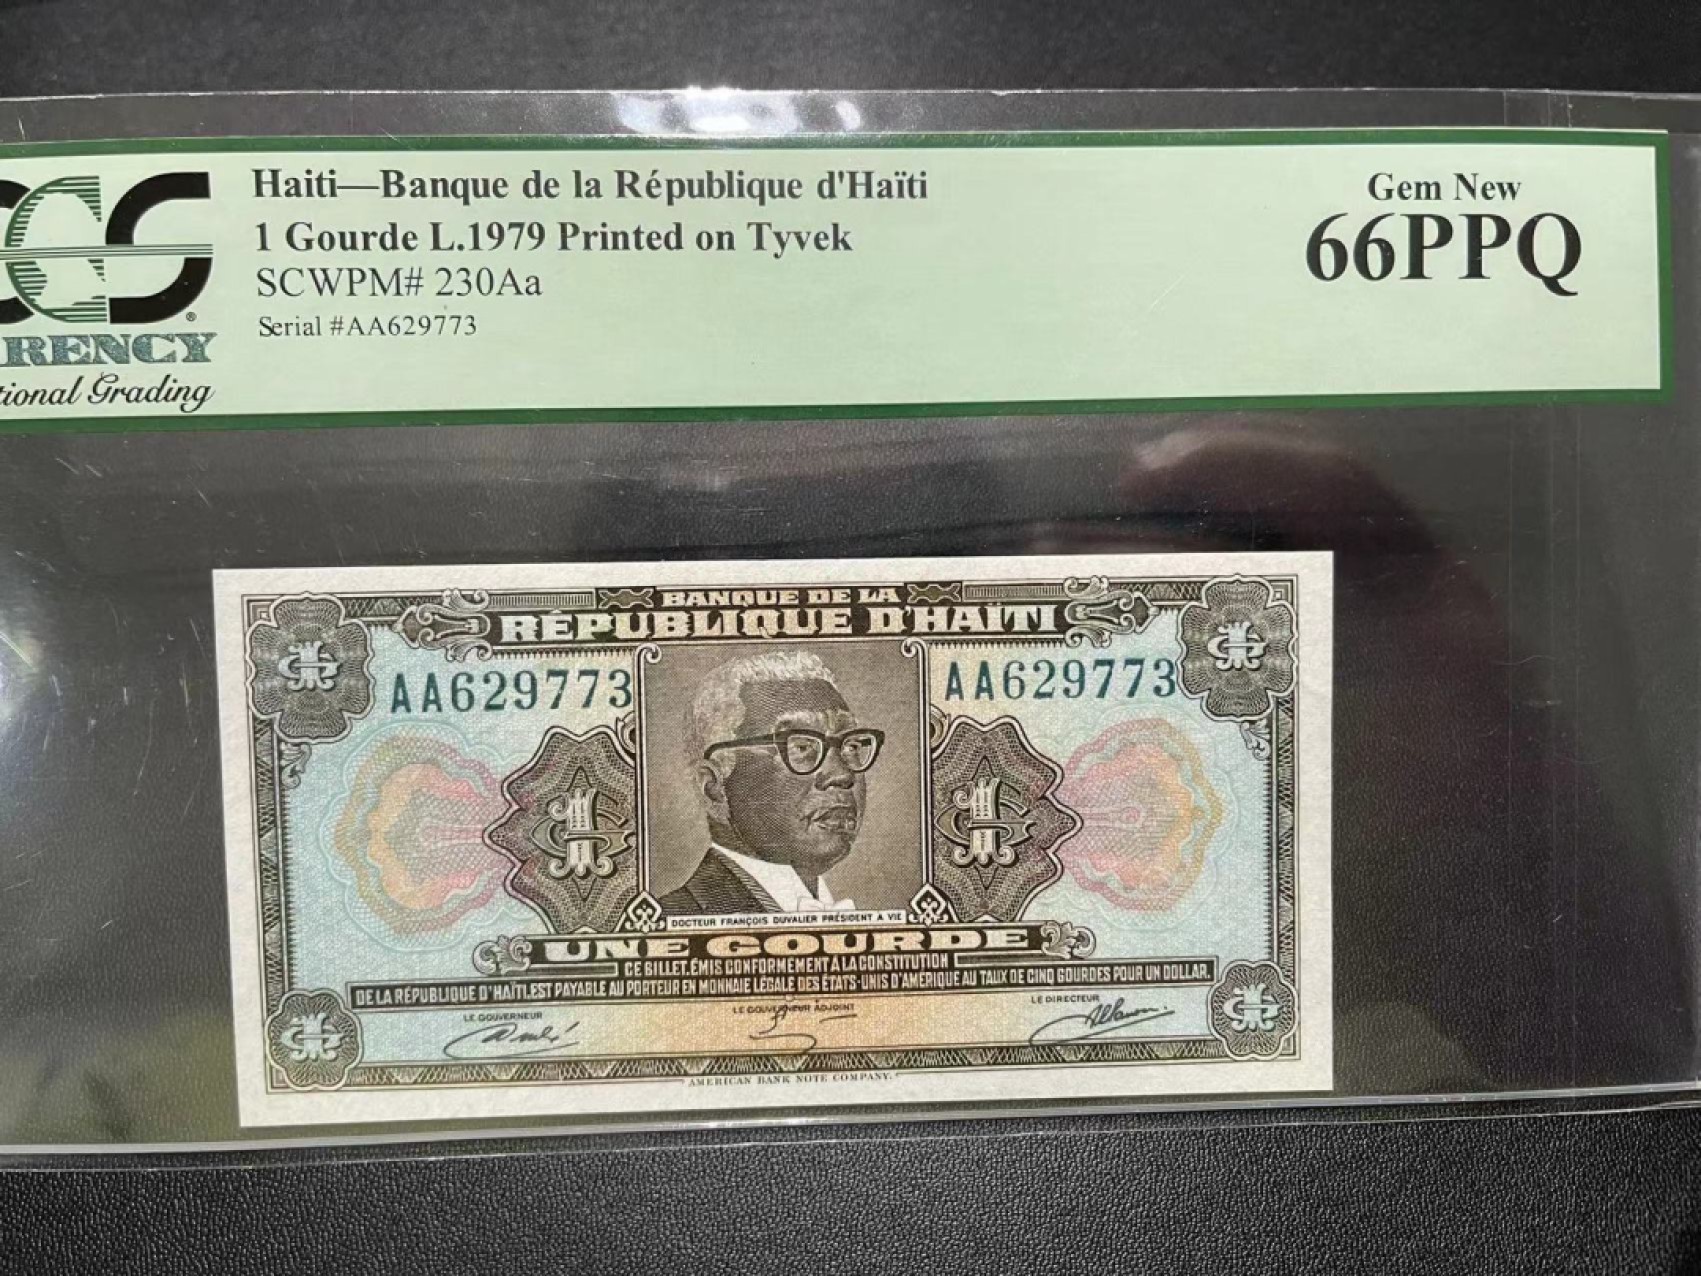 Haiti—Banque de la République d'Haïti
1 Gourde L.1979 Printed on Tyvek
SCWPM# 230Aa
Serial #AA629773
Gem New
66PPQ
CS®
RENCY
tional Grading
BANQUE DE LA
RÉPUBLIQUE D'HAÏTI
AA629773
AA629773
DOCTEUR FRANÇOIS DUVALIER PRÉSIDENT A VIE
UNE GOURDE
CE BILLET, ÉMIS CONFORMEMENT À LA CONSTITUTION
DE LA RÉPUBLIQUE D'HAITI, EST PAYABLE AU PORTEUR EN MONNAIE LÉGALE DES ÉTATS-UNIS D'AMÉRIQUE AU TAUX DE CINQ GOURDES POUR UN DOLLAR.
LE GOUVERNEUR
LE GOUVERNEUR ADJOINT
LE DIRECTEUR
AMERICAN BANK NOTE COMPANY.